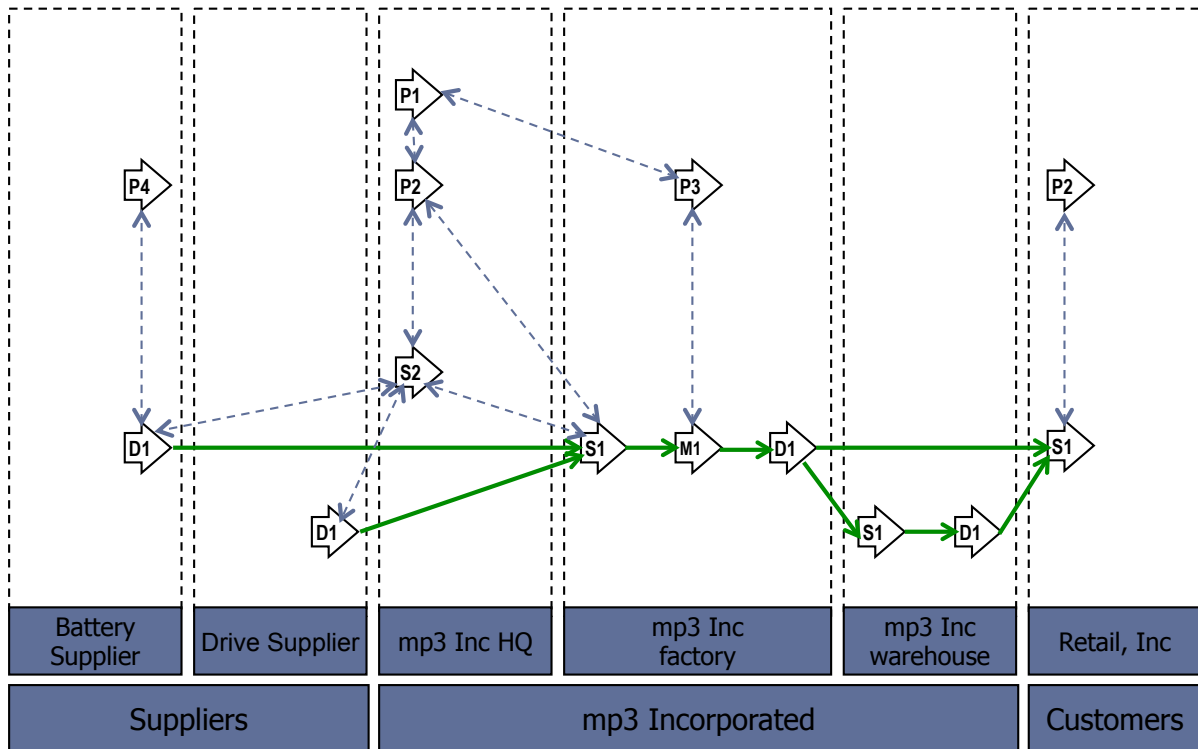 P1
P4
P2
P3
P2
S2
D1
S1
M1
D1
S1
D1
S1
D1
Battery
Supplier
Drive Supplier
mp3 Inc HQ
mp3 Inc
factory
mp3 Inc
warehouse
Retail, Inc
Suppliers
mp3 Incorporated
Customers